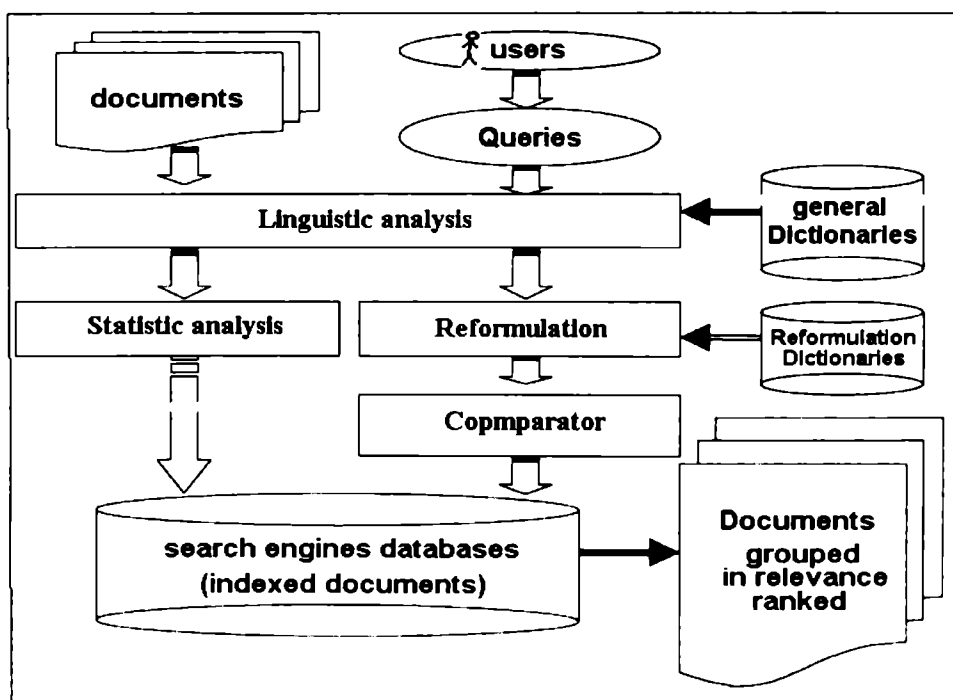 documents
users
Queries
Linguistic analysis
general
Dictionaries
Statistic analysis
Reformulation
Reformulation
Dictionaries
Copmparator
search engines databases
(indexed documents)
Documents
grouped
in relevance
ranked